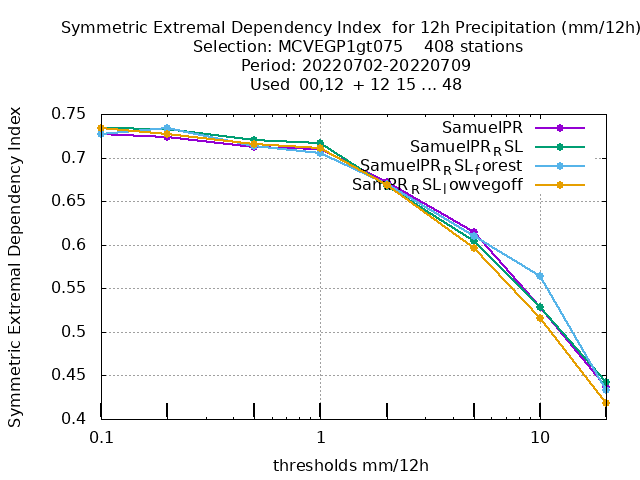 Symmetric Extremal Dependency Index for 12h Precipitation (mm/12h)
Selection: MCVEGP1gt075 408 stations
Period: 20220702-20220709
Used 00,12 + 12 15 ... 48
Symmetric Extremal Dependency Index
0.75
0.7
0.65
0.6
0.55
0.5
0.45
0.4
SamuelPR
SamuelPR_RSL
SamuelPR_RSL_forest
SamPR_RSL_lowvegoff
0.1
1
10
thresholds mm/12h